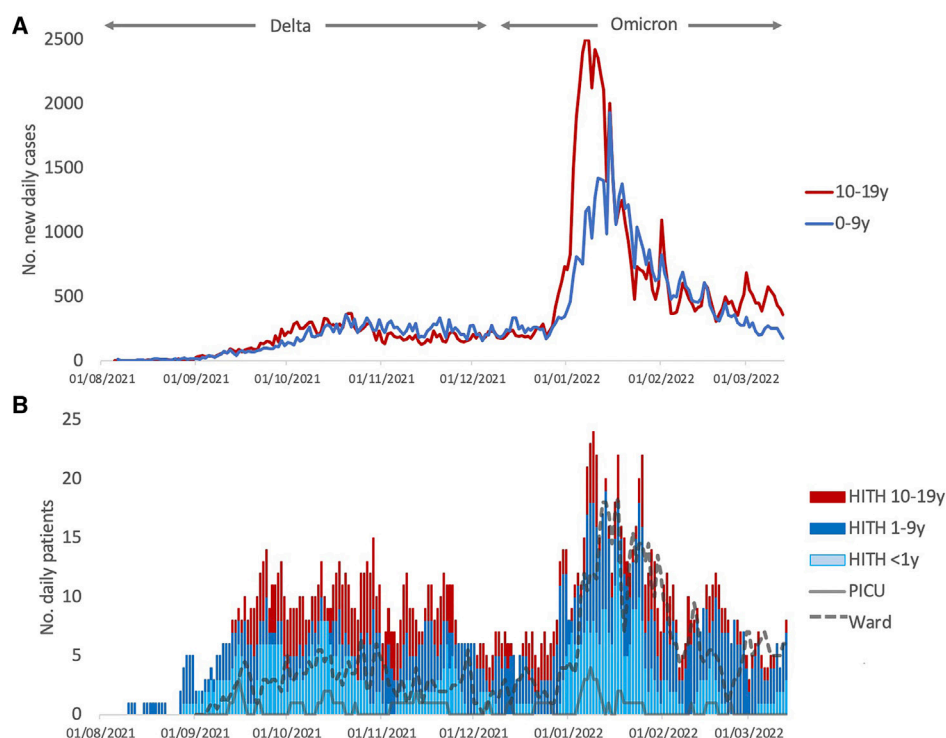 A
Delta
Omicron
2500
2000
1500
1000
500
0
No. new daily cases
01/08/2021 01/09/2021 01/10/2021 01/11/2021 01/12/2021 01/01/2022 01/02/2022 01/03/2022
10-19y
0-9y
B
25
20
15
10
5
0
No. daily patients
01/08/2021 01/09/2021 01/10/2021 01/11/2021 01/12/2021 01/01/2022 01/02/2022 01/03/2022
HITH 10-19y
HITH 1-9y
HITH <1y
PICU
Ward